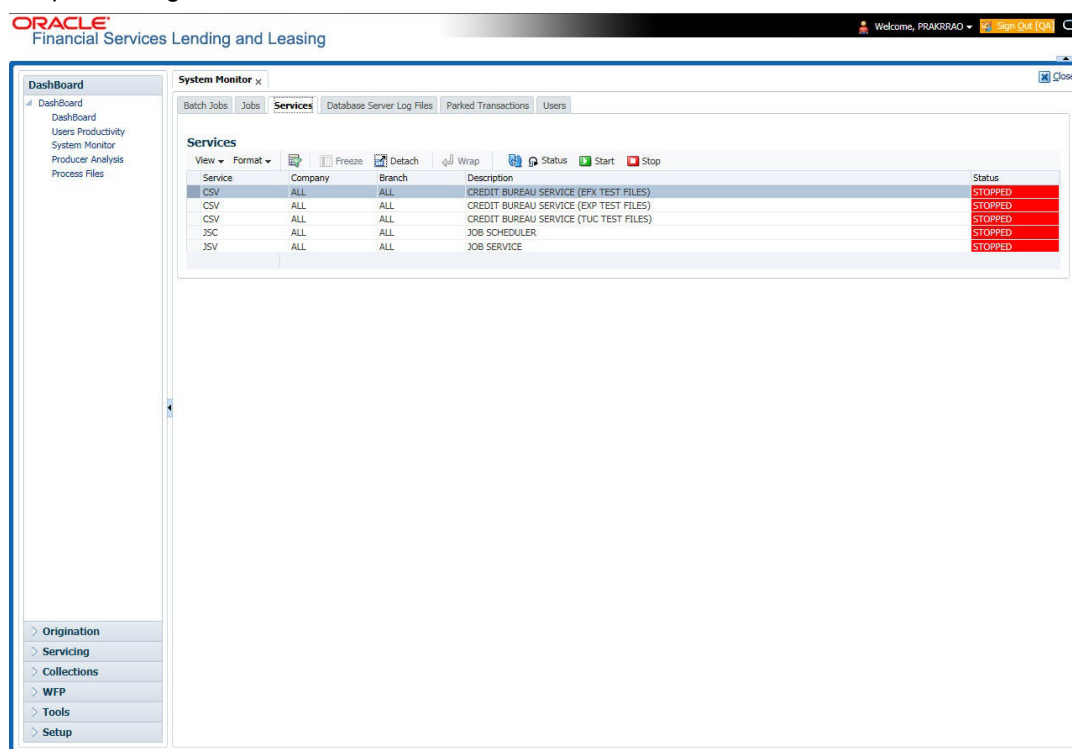 ORACLE
Financial Services Lending and Leasing
Welcome, PRAKRRAO Sign Out [QA]
DashBoard
DashBoard
DashBoard
Users Productivity
System Monitor
Producer Analysis
Process Files
System Monitor x
Close
Batch Jobs Jobs Services Database Server Log Files Parked Transactions Users
Services
View Format Freeze Detach Wrap Status Start Stop
Service Company Branch Description Status
CSV ALL ALL CREDIT BUREAU SERVICE (EFX TEST FILES) STOPPED
CSV ALL ALL CREDIT BUREAU SERVICE (EXP TEST FILES) STOPPED
CSV ALL ALL CREDIT BUREAU SERVICE (TUC TEST FILES) STOPPED
JSC ALL ALL JOB SCHEDULER STOPPED
JSV ALL ALL JOB SERVICE STOPPED
Origination
Servicing
Collections
WFP
Tools
Setup